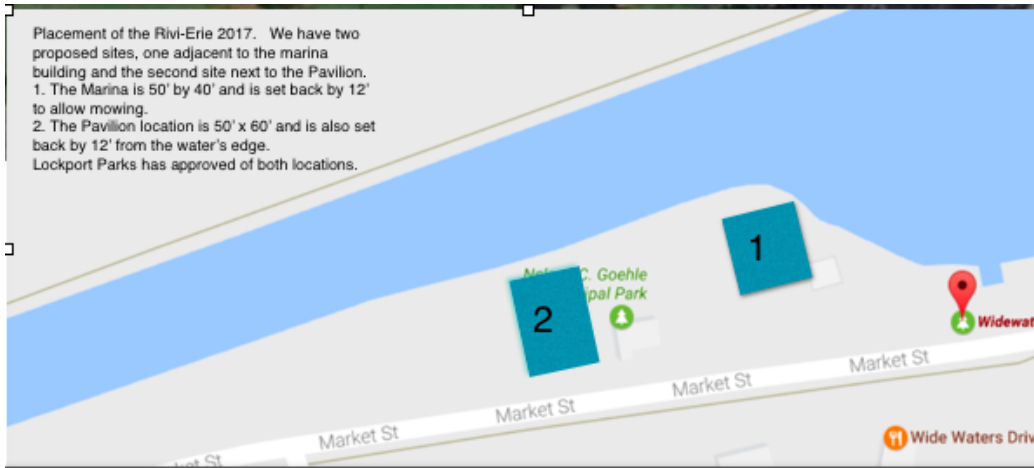 Placement of the Rivi-Erie 2017. We have two
proposed sites, one adjacent to the marina
building and the second site next to the Pavilion.
1. The Marina is 50' by 40' and is set back by 12'
to allow mowing.
2. The Pavilion location is 50' x 60' and is also set
back by 12' from the water's edge.
Lockport Parks has approved of both locations.
1
C. Goehle
Park
2
Widewat
Market St
Market St
Market St
Market St
ket St
Wide Waters Driv